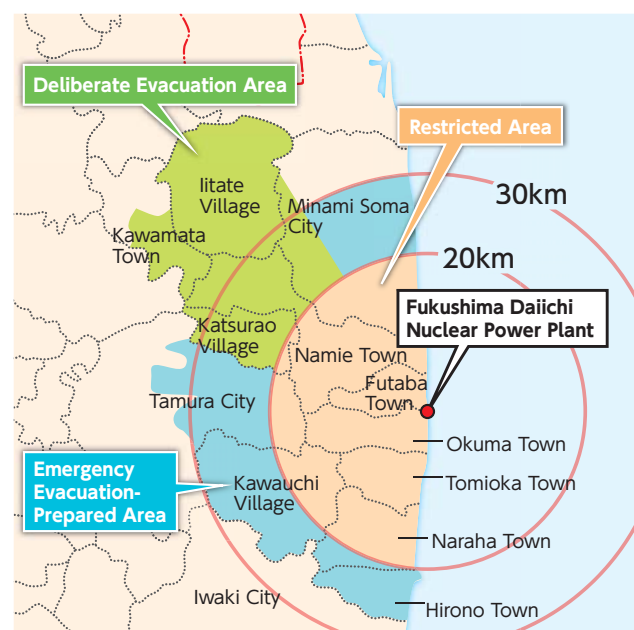 Deliberate Evacuation Area
Restricted Area
Iitate
Village
Minami Soma
City
30km
Kawamata
Town
20km
Fukushima Daiichi
Nuclear Power Plant
Katsurao
Village
Namie Town
Futaba
Town
Tamura City
Okuma Town
Emergency
Evacuation-
Prepared Area
Kawauchi
Village
Tomioka Town
Naraha Town
Iwaki City
Hirono Town